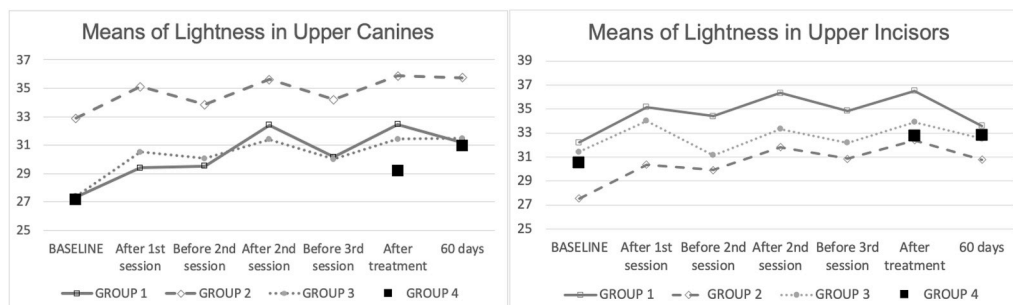 Means of Lightness in Upper Canines
37
35
33
31
29
27
25
BASELINE After 1st session Before 2nd session After 2nd session Before 3rd session After treatment 60 days
GROUP 1 GROUP 2 GROUP 3 GROUP 4
Means of Lightness in Upper Incisors
39
37
35
33
31
29
27
25
BASELINE After 1st session Before 2nd session After 2nd session Before 3rd session After treatment 60 days
GROUP 1 GROUP 2 GROUP 3 GROUP 4